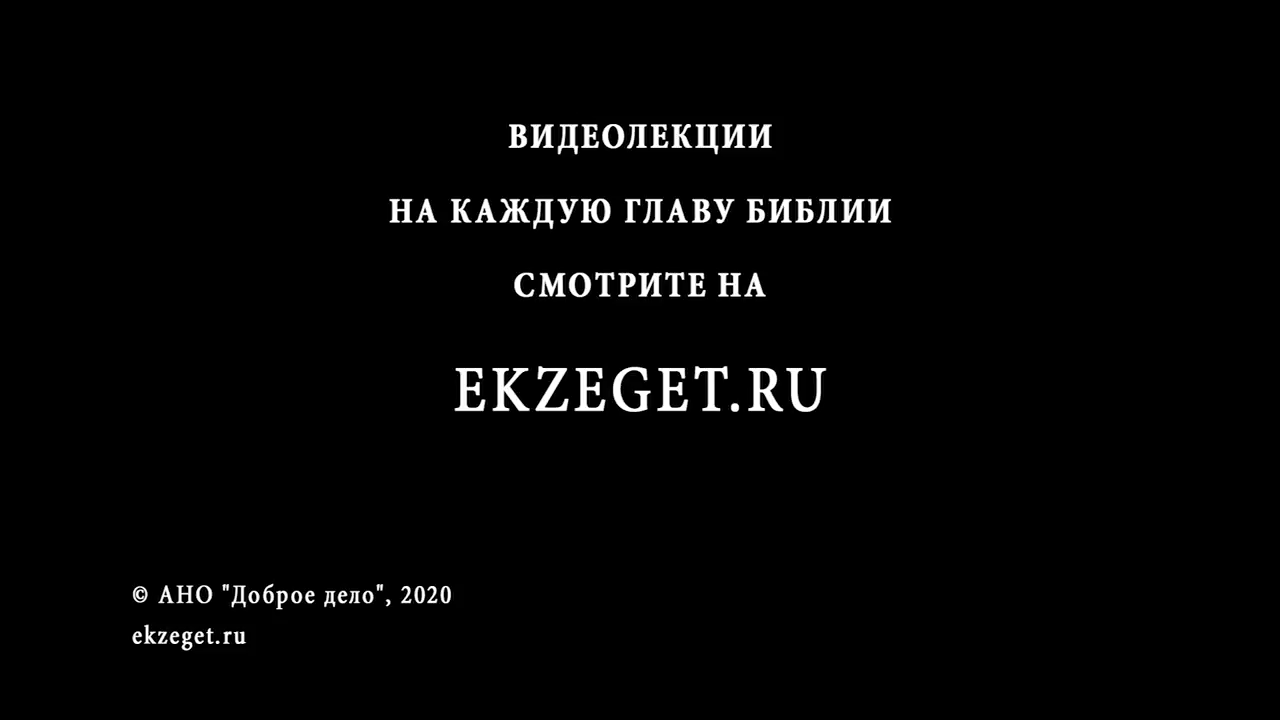 ВИДЕОЛЕКЦИИ
НА КАЖДУЮ ГЛАВУ БИБЛИИ
СМОТРИТЕ НА
EKZEGET.RU
© АНО "Доброе дело", 2020
ekzeget.ru